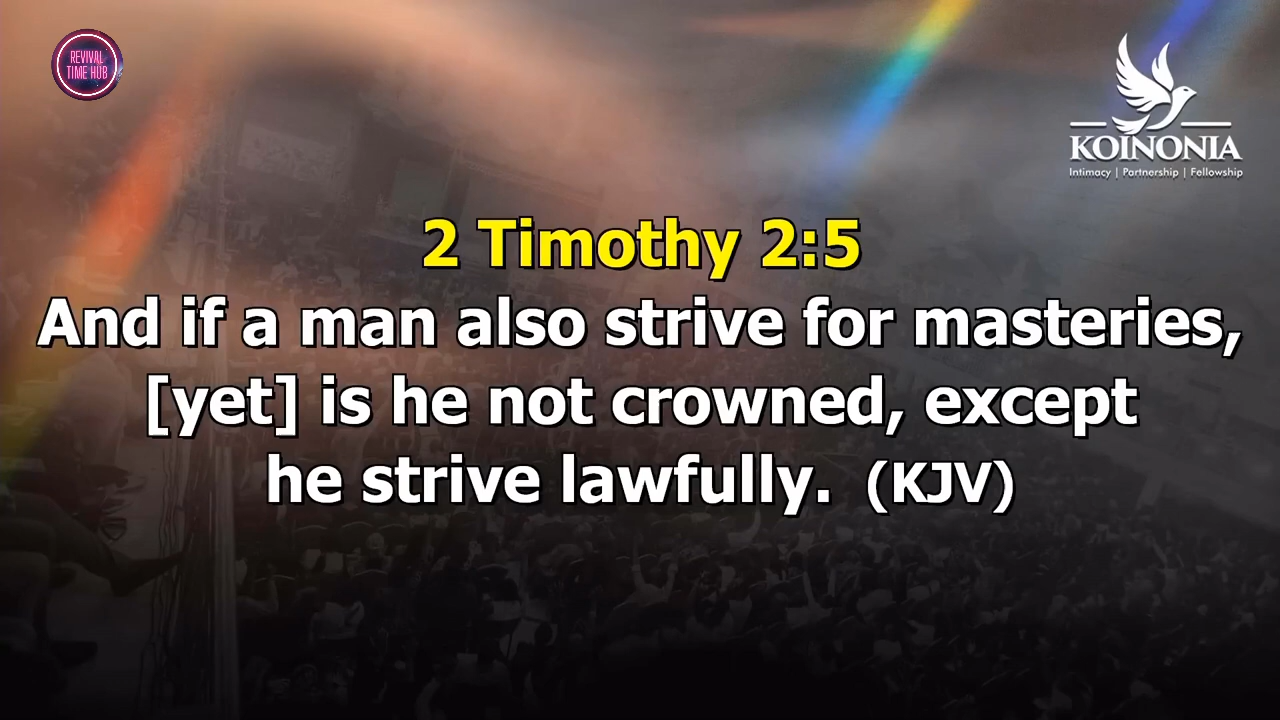 REVIVAL
TIME HUB
KOINONIA
Intimacy | Partnership | Fellowship
2 Timothy 2:5
And if a man also strive for masteries,
[yet] is he not crowned, except
he strive lawfully. (KJV)